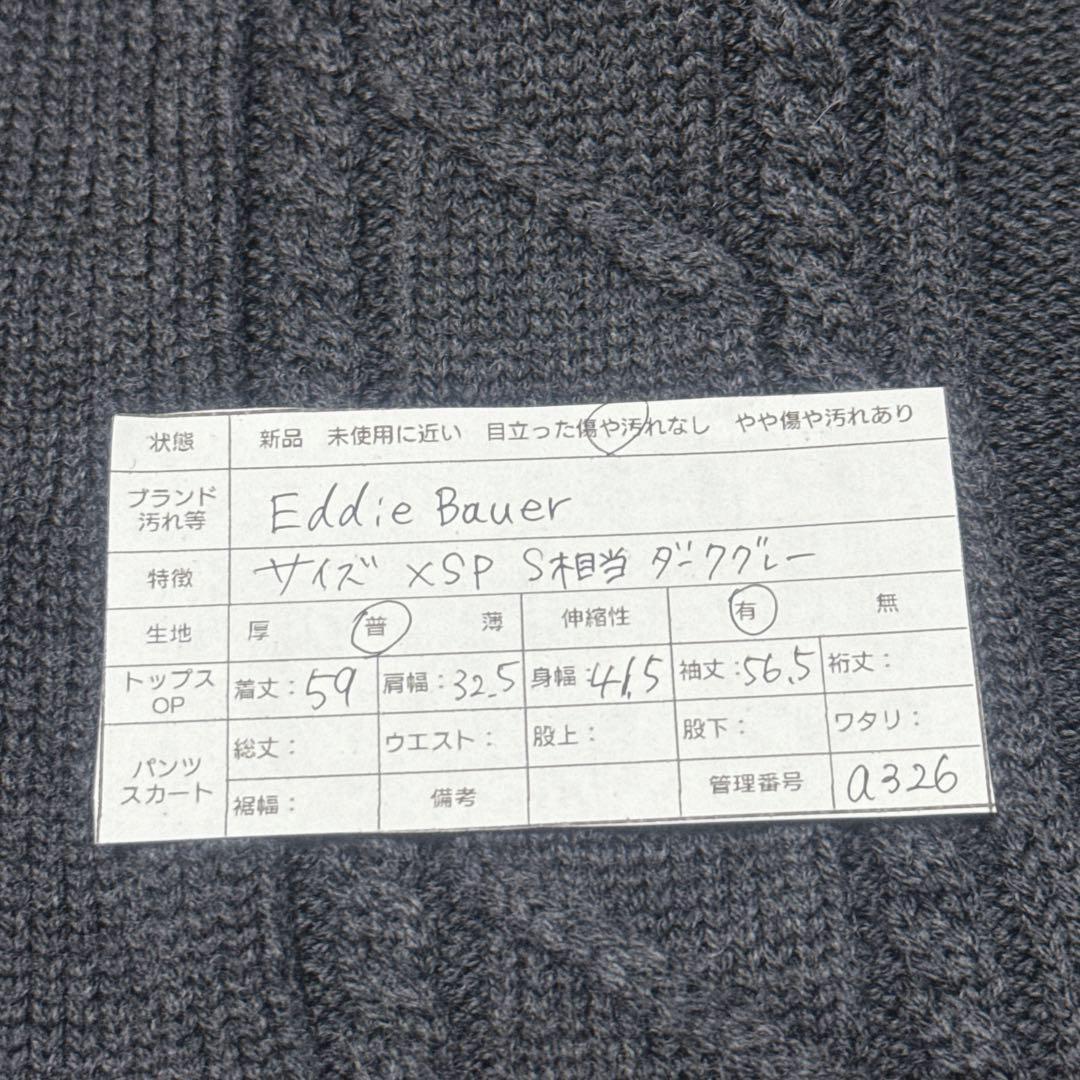 状態 新品 未使用に近い 目立った傷や汚れなし やや傷や汚れあり
ブランド
汚れ等 Eddie Bauer
特徴 サイズ XSP S相当 ダークグレー
生地 厚 普 薄 伸縮性 有 無
トップス
OP 着丈:59 肩幅:32.5 身幅:41.5 袖丈:56.5 裄丈:
パンツ
スカート 総丈: ウエスト: 股上: 股下: ワタリ:
裾幅: 備考 管理番号 a326